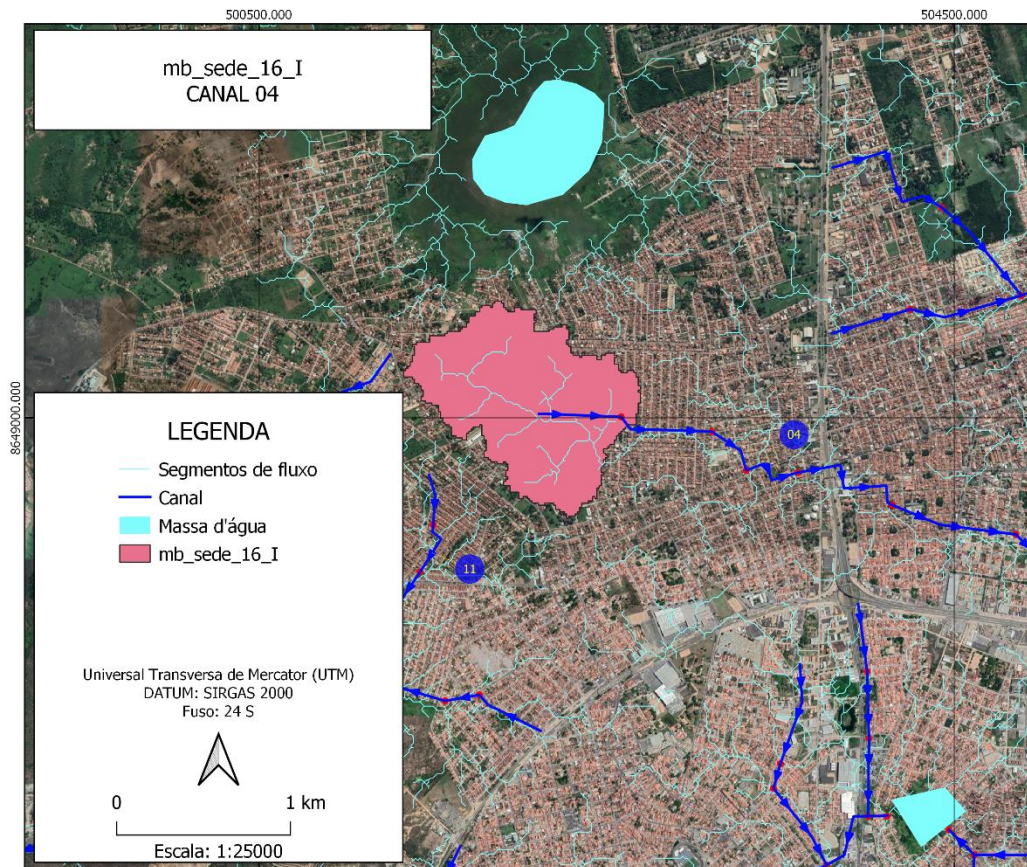 500500.000
504500.000
mb_sede_16_I
CANAL 04
8649000.000
04
11
LEGENDA
Segmentos de fluxo
Canal
Massa d'água
mb_sede_16_I
Universal Transversa de Mercator (UTM)
DATUM: SIRGAS 2000
Fuso: 24 S
0
1 km
Escala: 1:25000